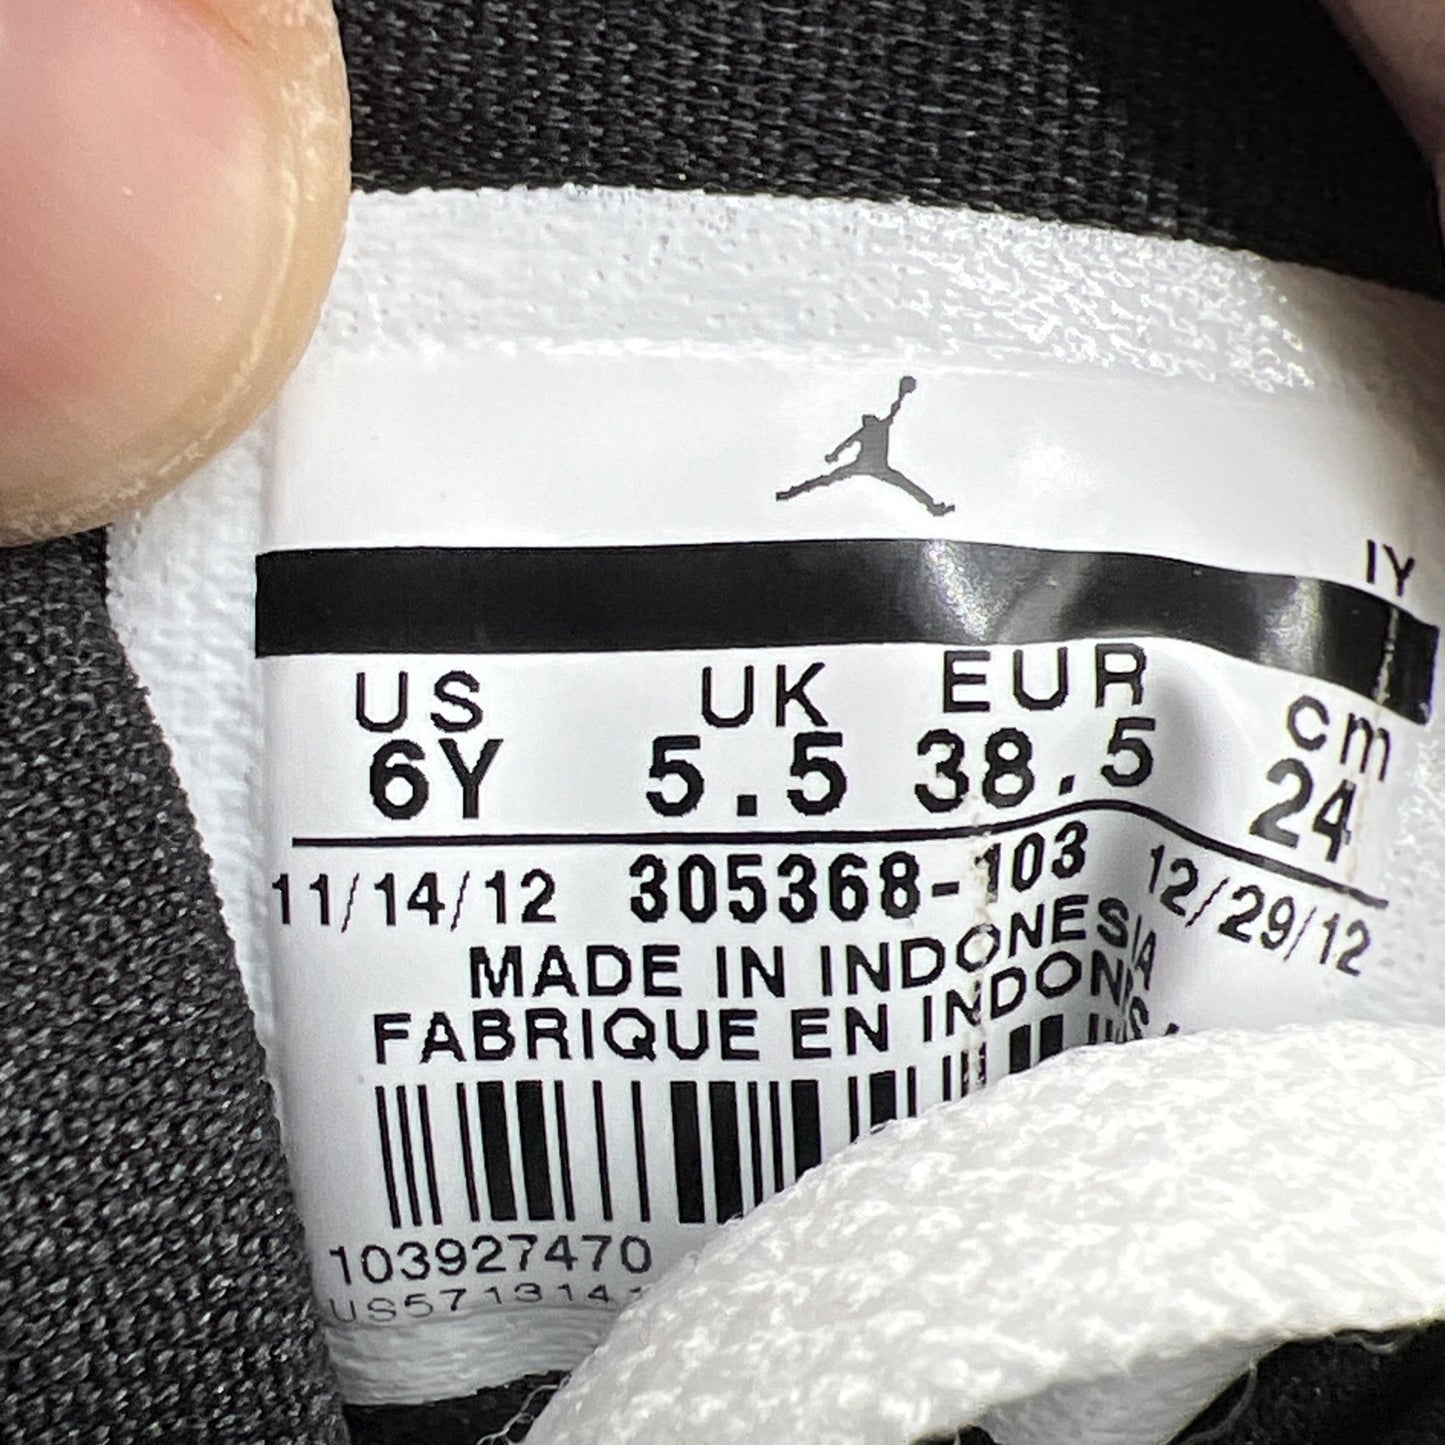 IY
US UK EUR cm
6Y 5.5 38.5 24
11/14/12 305368-103 12/29/12
MADE IN INDONESIA
FABRIQUE EN
103927470